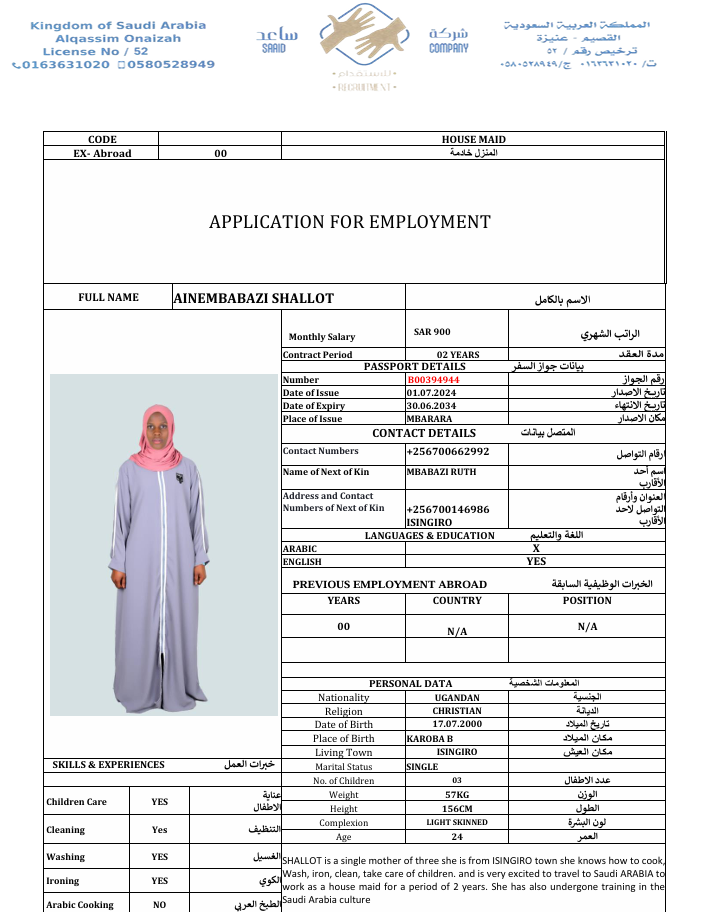 Kingdom of Saudi Arabia
Alqassim Onaizah
License No / 52
0163631020 0580528949
ساعد
SAAID
شركة
COMPANY
للاستقدام
RECRUITMENT
المملكة العربية السعودية
القصيم - عنيزة
ترخيص رقم / ٥٢
ت/ ٠١٦٣٦٣١٠٢٠ ج/٠٥٨٠٥٢٨٩٤٩
CODE HOUSE MAID
EX- Abroad 00 المنزل خادمة
APPLICATION FOR EMPLOYMENT
FULL NAME AINEMBABAZI SHALLOT الاسم بالكامل
Monthly Salary SAR 900 الراتب الشهري
Contract Period 02 YEARS مدة العقد
PASSPORT DETAILS بيانات جواز السفر
Number B00394944 رقم الجواز
Date of Issue 01.07.2024 تاريخ الاصدار
Date of Expiry 30.06.2034 تاريخ الانتهاء
Place of Issue MBARARA مكان الاصدار
CONTACT DETAILS المتصل بيانات
Contact Numbers +256700662992 ارقام التواصل
Name of Next of Kin MBABAZI RUTH اسم أحد
الأقارب
Address and Contact العنوان وأرقام
Numbers of Next of Kin +256700146986 التواصل لاحد
ISINGIRO الأقارب
LANGUAGES & EDUCATION اللغة والتعليم
ARABIC X
ENGLISH YES
PREVIOUS EMPLOYMENT ABROAD الخبرات الوظيفية السابقة
YEARS COUNTRY POSITION
00 N/A N/A
PERSONAL DATA المعلومات الشخصية
Nationality UGANDAN الجنسية
Religion CHRISTIAN الديانة
Date of Birth 17.07.2000 تاريخ الميلاد
Place of Birth KAROBA B مكان الميلاد
Living Town ISINGIRO مكان العيش
Marital Status SINGLE
No. of Children 03 عدد الاطفال
Weight 57KG الوزن
Height 156CM الطول
Complexion LIGHT SKINNED لون البشرة
Age 24 العمر
SKILLS & EXPERIENCES خبرات العمل
Children Care YES عناية
الاطفال
Cleaning Yes التنظيف
Washing YES الغسيل
Ironing YES الكوي
Arabic Cooking NO الطبخ العربي
SHALLOT is a single mother of three she is from ISINGIRO town she knows how to cook,
Wash, iron, clean, take care of children. and is very excited to travel to Saudi ARABIA to
work as a house maid for a period of 2 years. She has also undergone training in the
Saudi Arabia culture